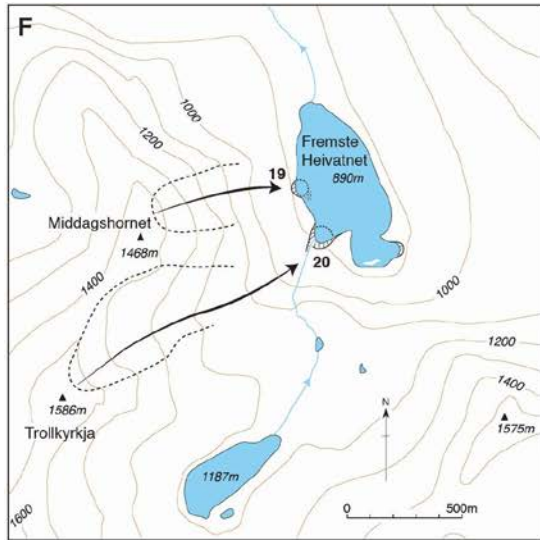 F
1000
1200
Fremste
Heivatnet
890m
19
Middagshornet
1468m
20
1400
1000
1200
1400
1586m
Trollkyrkja
N
1575m
1187m
0 500m
1600